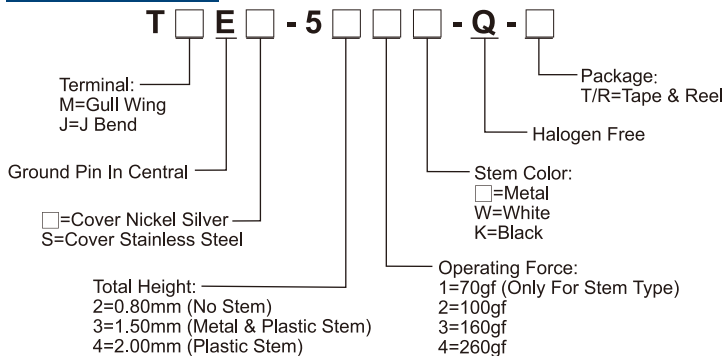 T □ E □ - 5 □ □ □ - Q - □
Terminal:
M=Gull Wing
J=J Bend
Ground Pin In Central
□=Cover Nickel Silver
S=Cover Stainless Steel
Total Height:
2=0.80mm (No Stem)
3=1.50mm (Metal & Plastic Stem)
4=2.00mm (Plastic Stem)
Package:
T/R=Tape & Reel
Halogen Free
Stem Color:
□=Metal
W=White
K=Black
Operating Force:
1=70gf (Only For Stem Type)
2=100gf
3=160gf
4=260gf